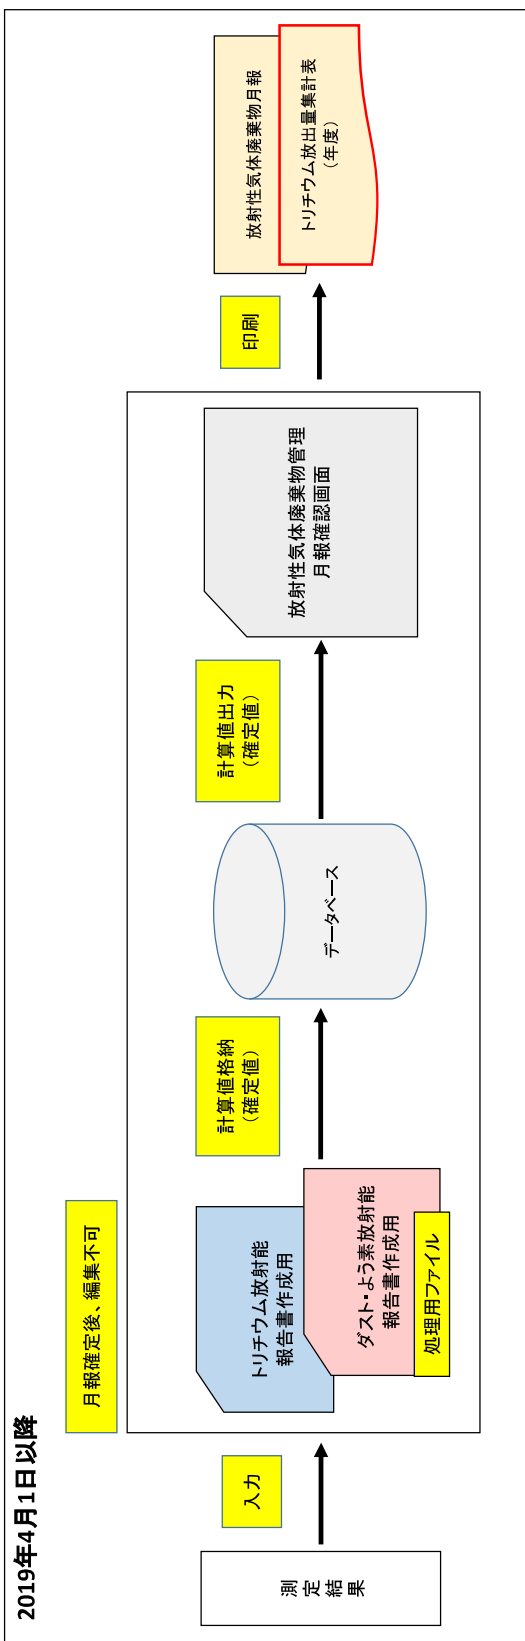 2019年4月1日以降
月報確定後、編集不可
測定
結果
入力
トリチウム放射能
報告書作成用
ダスト・よう素放射能
報告書作成用
処理用ファイル
計算値格納
（確定値）
データベース
計算値出力
（確定値）
放射性気体廃棄物管理
月報確認画面
印刷
放射性気体廃棄物月報
トリチウム放出量集計表
（年度）